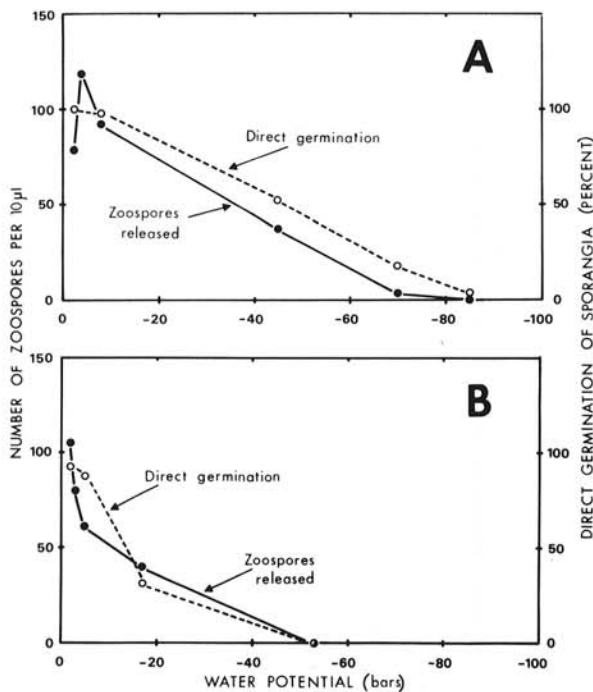 150
A
100
50
0
100
50
0
Direct germination
Zoospores
released
0
-20
-40
-60
-80
-100
150
B
100
50
0
100
50
0
Direct germination
Zoospores
released
0
-20
-40
-60
-80
-100
WATER POTENTIAL (bars)
NUMBER OF ZOOSPORES PER 10µl
DIRECT GERMINATION OF SPORANGIA (PERCENT)